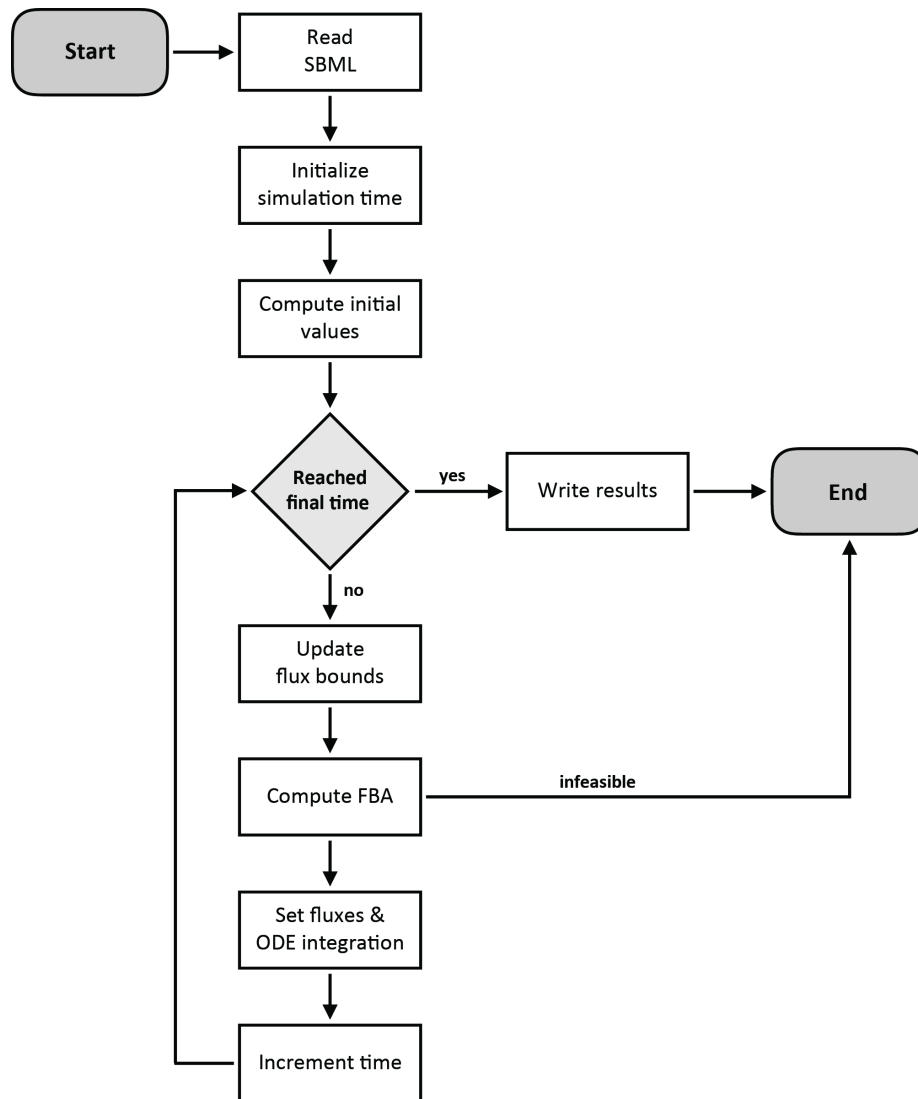 Start
Read
SBML
Initialize
simulation time
Compute initial
values
Reached
final time
yes
Write results
End
no
Update
flux bounds
Compute FBA
infeasible
Set fluxes &
ODE integration
Increment time